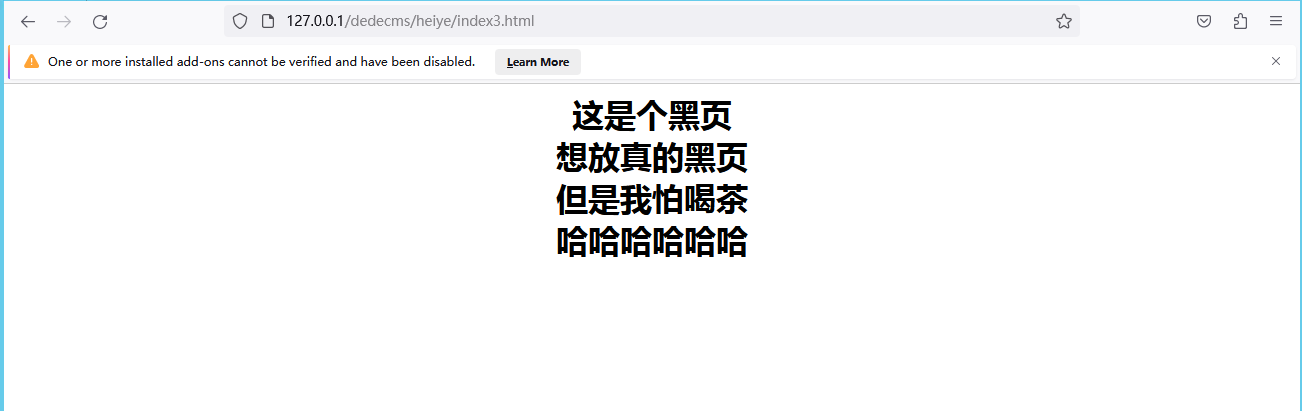 127.0.0.1/dedecms/heiye/index3.html
One or more installed add-ons cannot be verified and have been disabled. Learn More
这是个黑页
想放真的黑页
但是我怕喝茶
哈哈哈哈哈哈